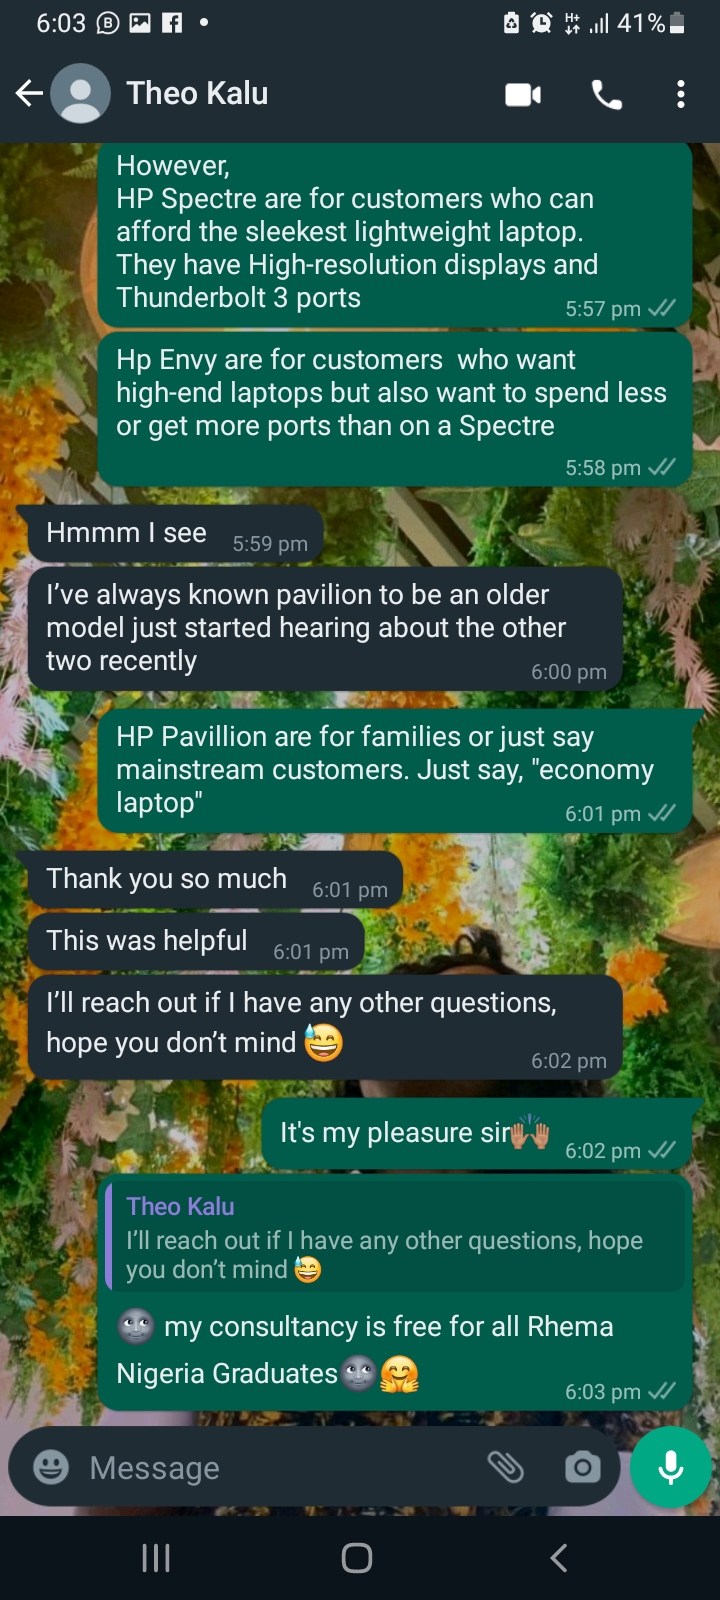 6:03
41%
Theo Kalu
However,
HP Spectre are for customers who can
afford the sleekest lightweight laptop.
They have High-resolution displays and
Thunderbolt 3 ports
5:57 pm
Hp Envy are for customers  who want
high-end laptops but also want to spend less
or get more ports than on a Spectre
5:58 pm
Hmmm I see
5:59 pm
I've always known pavilion to be an older
model just started hearing about the other
two recently
6:00 pm
HP Pavillion are for families or just say
mainstream customers. Just say, "economy
laptop"
6:01 pm
Thank you so much
6:01 pm
This was helpful
6:01 pm
I'll reach out if I have any other questions,
hope you don't mind 😅
6:02 pm
It's my pleasure sir🙌🏽
6:02 pm
Theo Kalu
I'll reach out if I have any other questions, hope
you don't mind 😅
🌚 my consultancy is free for all Rhema
Nigeria Graduates🌚🤗
6:03 pm
Message